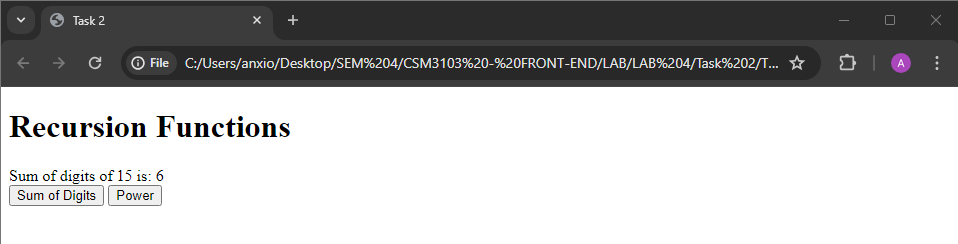 Task 2
File C:/Users/anxio/Desktop/SEM%204/CSM3103%20-%20FRONT-END/LAB/LAB%204/Task%202/T... A
Recursion Functions
Sum of digits of 15 is: 6
Sum of Digits Power